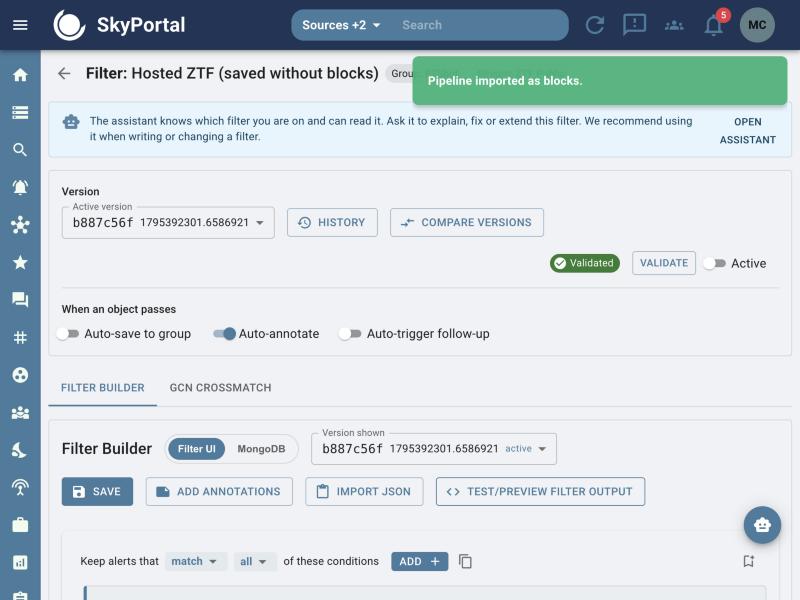 SkyPortal
Sources +2
Search
5
MC
Filter: Hosted ZTF (saved without blocks)
Grou
Pipeline imported as blocks.
The assistant knows which filter you are on and can read it. Ask it to explain, fix or extend this filter. We recommend using
it when writing or changing a filter.
OPEN
ASSISTANT
Version
Active version
b887c56f 1795392301.6586921
HISTORY
COMPARE VERSIONS
Validated
VALIDATE
Active
When an object passes
Auto-save to group
Auto-annotate
Auto-trigger follow-up
FILTER BUILDER
GCN CROSSMATCH
Filter Builder
Filter UI
MongoDB
Version shown
b887c56f 1795392301.6586921 active
SAVE
ADD ANNOTATIONS
IMPORT JSON
TEST/PREVIEW FILTER OUTPUT
Keep alerts that match all of these conditions ADD +